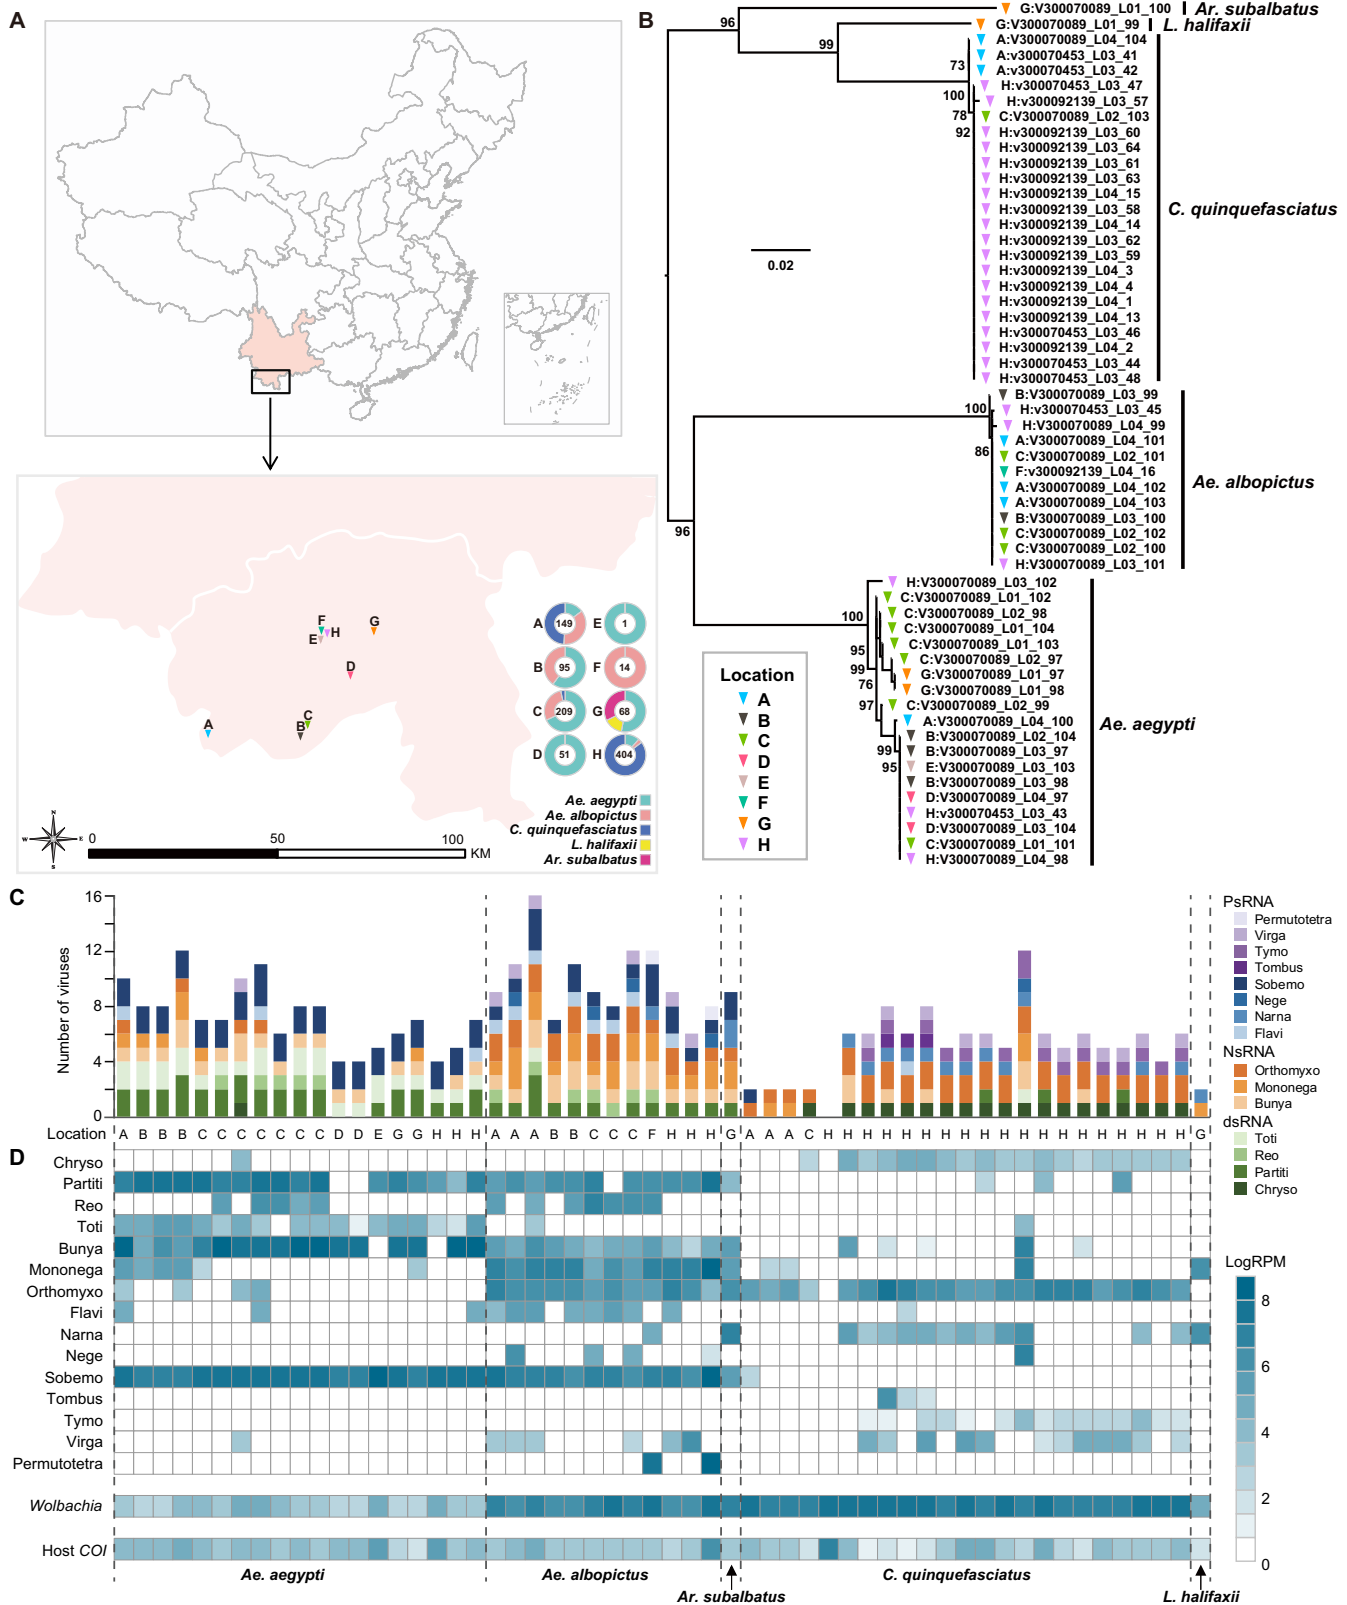 A
F
G
E
H
D
A
C
B
A 149
E 1
B 95
F 14
C 209
G 68
D 51
H 404
Ae. aegypti
Ae. albopictus
C. quinquefasciatus
L. halifaxii
Ar. subalbatus
N
W
E
S
0 50 100
KM
B
G:V300070089_L01_100
Ar. subalbatus
G:V300070089_L01_99
L. halifaxii
A:V300070089_L04_104
A:v300070453_L03_41
A:v300070453_L03_42
H:v300070453_L03_47
H:v300092139_L03_57
C:V300070089_L02_103
H:v300092139_L03_60
H:v300092139_L03_64
H:v300092139_L03_61
H:v300092139_L03_63
H:v300092139_L04_15
H:v300092139_L03_58
H:v300092139_L04_14
H:v300092139_L03_62
H:v300092139_L03_59
H:v300092139_L04_3
H:v300092139_L04_4
H:v300092139_L04_1
H:v300092139_L04_13
H:v300070453_L03_46
H:v300092139_L04_2
H:v300070453_L03_44
H:v300070453_L03_48
C. quinquefasciatus
B:V300070089_L03_99
H:v300070453_L03_45
H:V300070089_L04_99
A:V300070089_L04_101
C:V300070089_L02_101
F:v300092139_L04_16
A:V300070089_L04_102
A:V300070089_L04_103
B:V300070089_L03_100
C:V300070089_L02_102
C:V300070089_L02_100
H:V300070089_L03_101
Ae. albopictus
H:V300070089_L03_102
C:V300070089_L01_102
C:V300070089_L02_98
C:V300070089_L01_104
C:V300070089_L01_103
C:V300070089_L02_97
G:V300070089_L01_97
G:V300070089_L01_98
C:V300070089_L02_99
A:V300070089_L04_100
B:V300070089_L02_104
B:V300070089_L03_97
E:V300070089_L03_103
B:V300070089_L03_98
D:V300070089_L04_97
H:v300070453_L03_43
D:V300070089_L03_104
C:V300070089_L01_101
H:V300070089_L04_98
Ae. aegypti
96
99
73
100
78
92
0.02
100
86
96
100
95
99
76
97
99
95
Location
A
B
C
D
E
F
G
H
C
Number of viruses
16
12
8
4
0
PsRNA
Permutotetra
Virga
Tymo
Tombus
Sobemo
Nege
Narna
Flavi
NsRNA
Orthomyxo
Mononega
Bunya
dsRNA
Toti
Reo
Partiti
Chryso
Location A B B B C C C C C C C D D E G G H H H A A A B B C C C F H H H G A A A C H H H H H H H H H H H H H H H H H H H G
D
Chryso
Partiti
Reo
Toti
Bunya
Mononega
Orthomyxo
Flavi
Narna
Nege
Sobemo
Tombus
Tymo
Virga
Permutotetra
Wolbachia
Host COI
LogRPM
8
6
4
2
0
Ae. aegypti
Ae. albopictus
Ar. subalbatus
C. quinquefasciatus
L. halifaxii